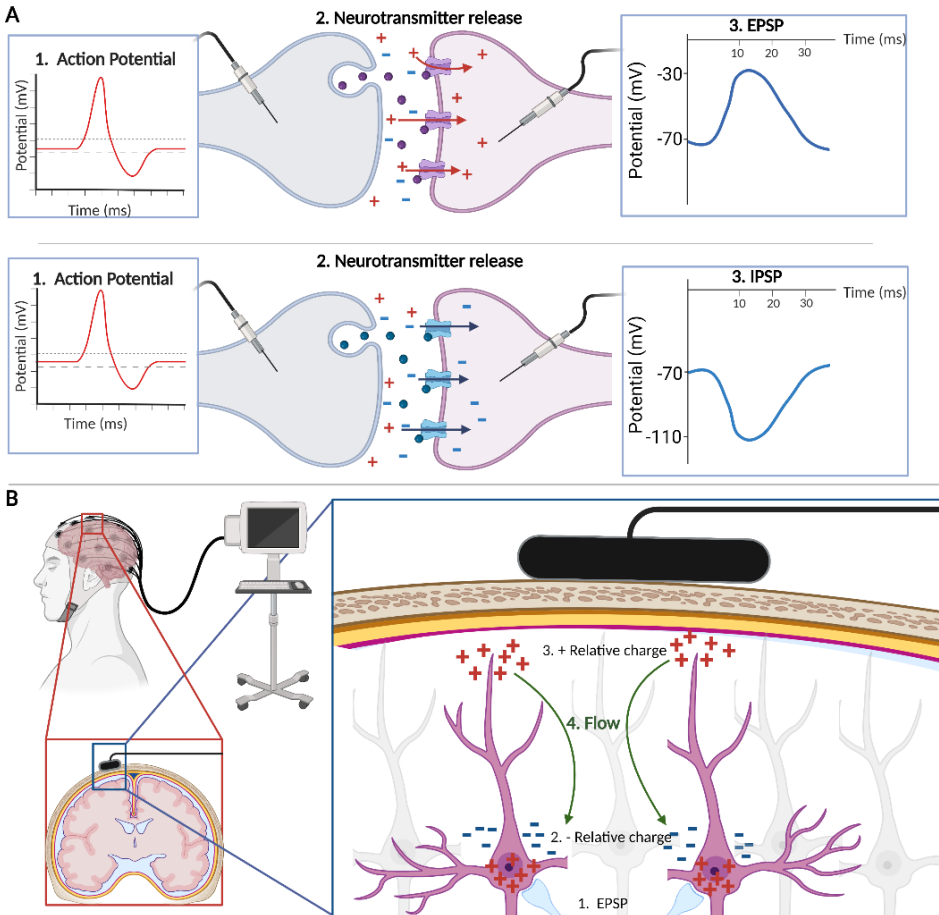 A
2. Neurotransmitter release
1. Action Potential
Potential (mV)
Time (ms)
3. EPSP
Time (ms)
10 20 30
-30
-70
Potential (mV)
2. Neurotransmitter release
1. Action Potential
Potential (mV)
Time (ms)
3. IPSP
Time (ms)
10 20 30
-70
-110
Potential (mV)
B
3. + Relative charge
4. Flow
2. - Relative charge
1. EPSP